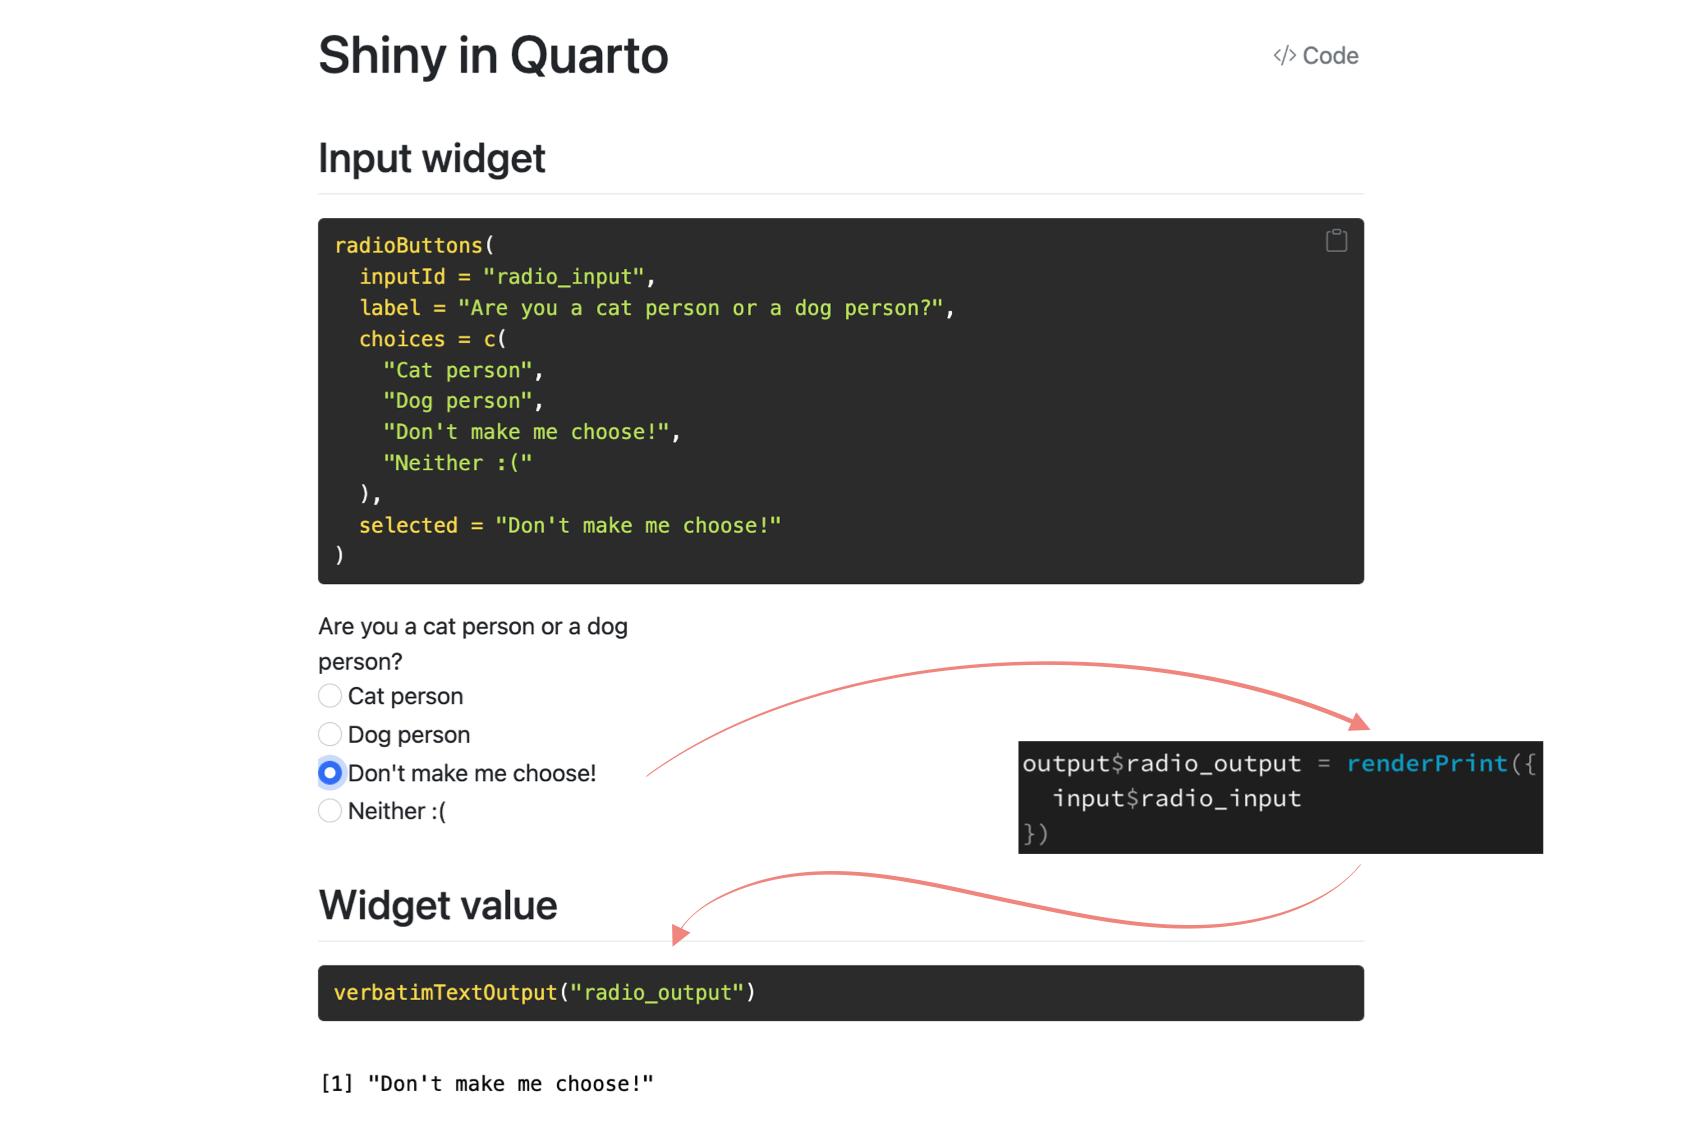 Shiny in Quarto
</> Code
Input widget
radioButtons(
  inputId = "radio_input",
  label = "Are you a cat person or a dog person?",
  choices = c(
    "Cat person",
    "Dog person",
    "Don't make me choose!",
    "Neither :("
  ),
  selected = "Don't make me choose!"
)
Are you a cat person or a dog
person?
Cat person
Dog person
Don't make me choose!
Neither :(
output$radio_output = renderPrint({
  input$radio_input
})
Widget value
verbatimTextOutput("radio_output")
[1] "Don't make me choose!"